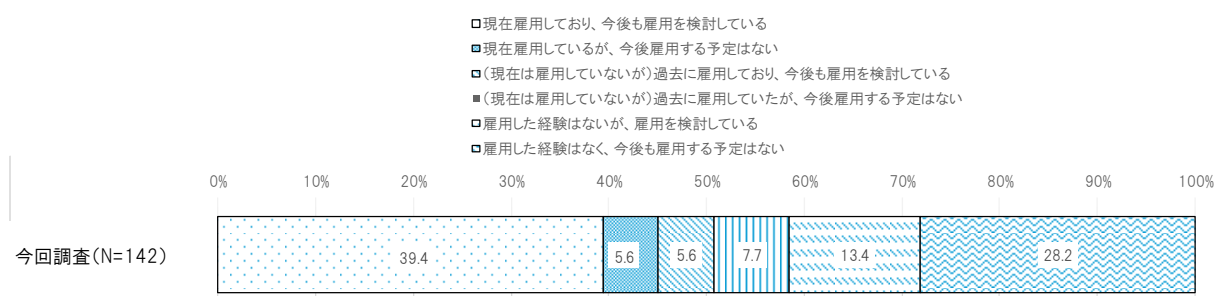 現在雇用しており、今後も雇用を検討している
現在雇用しているが、今後雇用する予定はない
(現在は雇用していないが)過去に雇用しており、今後も雇用を検討している
(現在は雇用していないが)過去に雇用していたが、今後雇用する予定はない
雇用した経験はないが、雇用を検討している
雇用した経験はなく、今後も雇用する予定はない
0% 10% 20% 30% 40% 50% 60% 70% 80% 90% 100%
今回調査(N=142) 39.4 5.6 5.6 7.7 13.4 28.2